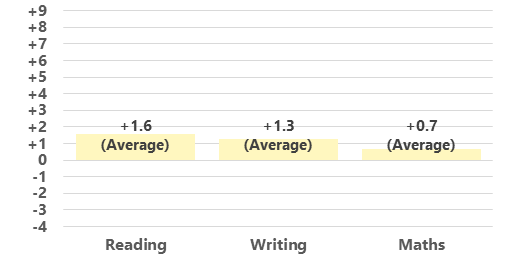 +9
+8
+7
+6
+5
+4
+3
+2
+1
0
-1
-2
-3
-4
+1.6
(Average)
+1.3
(Average)
+0.7
(Average)
Reading
Writing
Maths